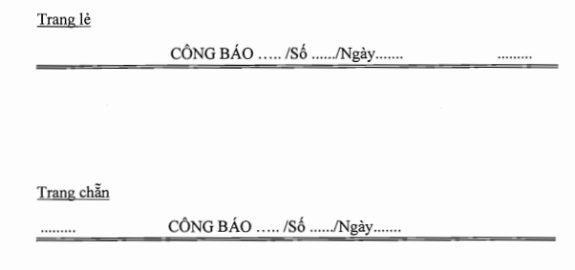 Trang lẻ
CÔNG BÁO ….. /Số ....../Ngày....... .........
Trang chẵn
......... CÔNG BÁO ….. /Số ....../Ngày.......